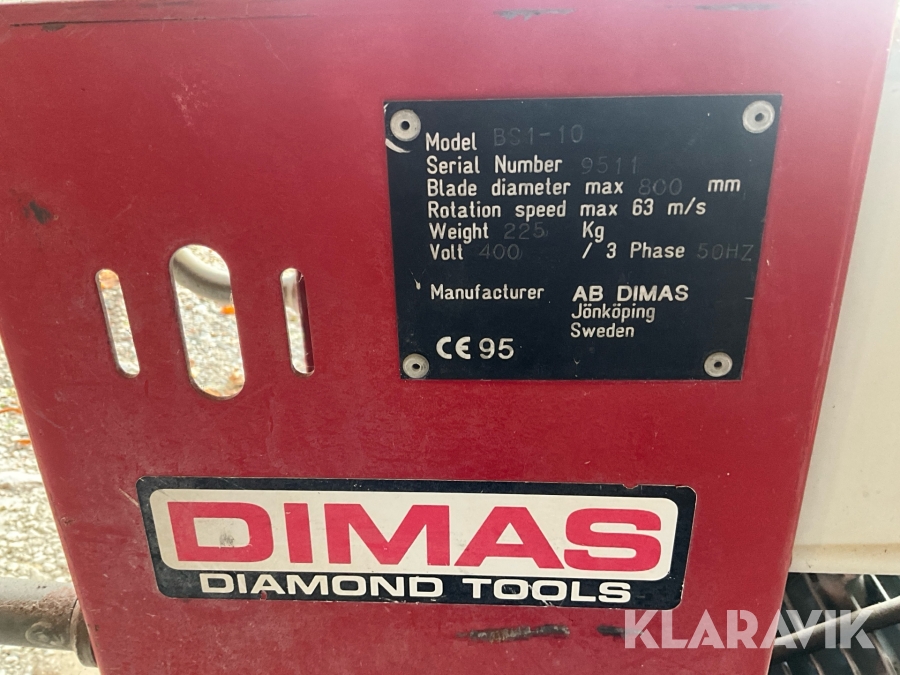 Model BS1-10
Serial Number 9511
Blade diameter max 800 mm
Rotation speed max 63 m/s
Weight 225 Kg
Volt 400 / 3 Phase 50HZ
Manufacturer AB DIMAS
Jönköping
Sweden
CE 95
DIMAS
DIAMOND TOOLS
KLARAVIK